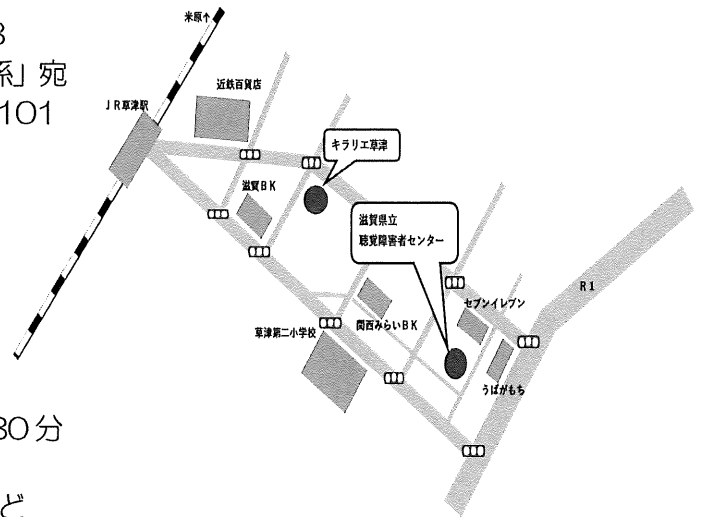 3
係」宛
101
米原↑
近鉄百貨店
JR草津駅
キラリエ草津
滋賀BK
滋賀県立
聴覚障害者センター
R1
セブンイレブン
関西みらいBK
草津第二小学校
うばがもち
30分
ど